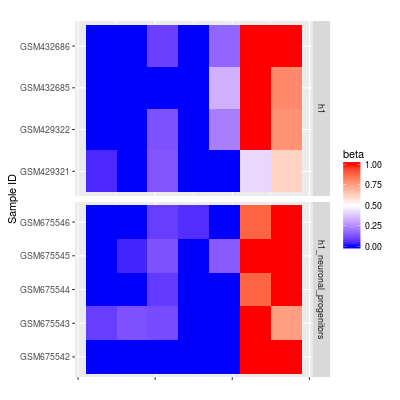 GSM432686
GSM432685
GSM429322
GSM429321
h1
GSM675546
GSM675545
GSM675544
GSM675543
GSM675542
h1_neuronal_progenitors
Sample ID
beta
1.00
0.75
0.50
0.25
0.00